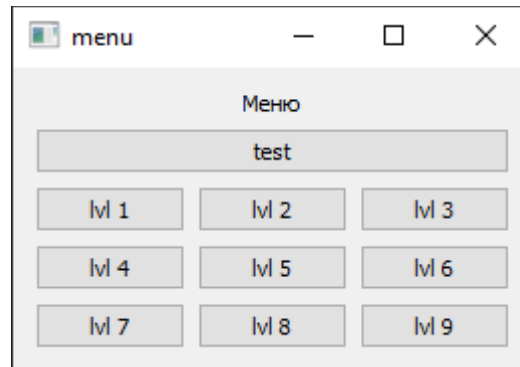 menu
Меню
test
lvl 1 lvl 2 lvl 3
lvl 4 lvl 5 lvl 6
lvl 7 lvl 8 lvl 9